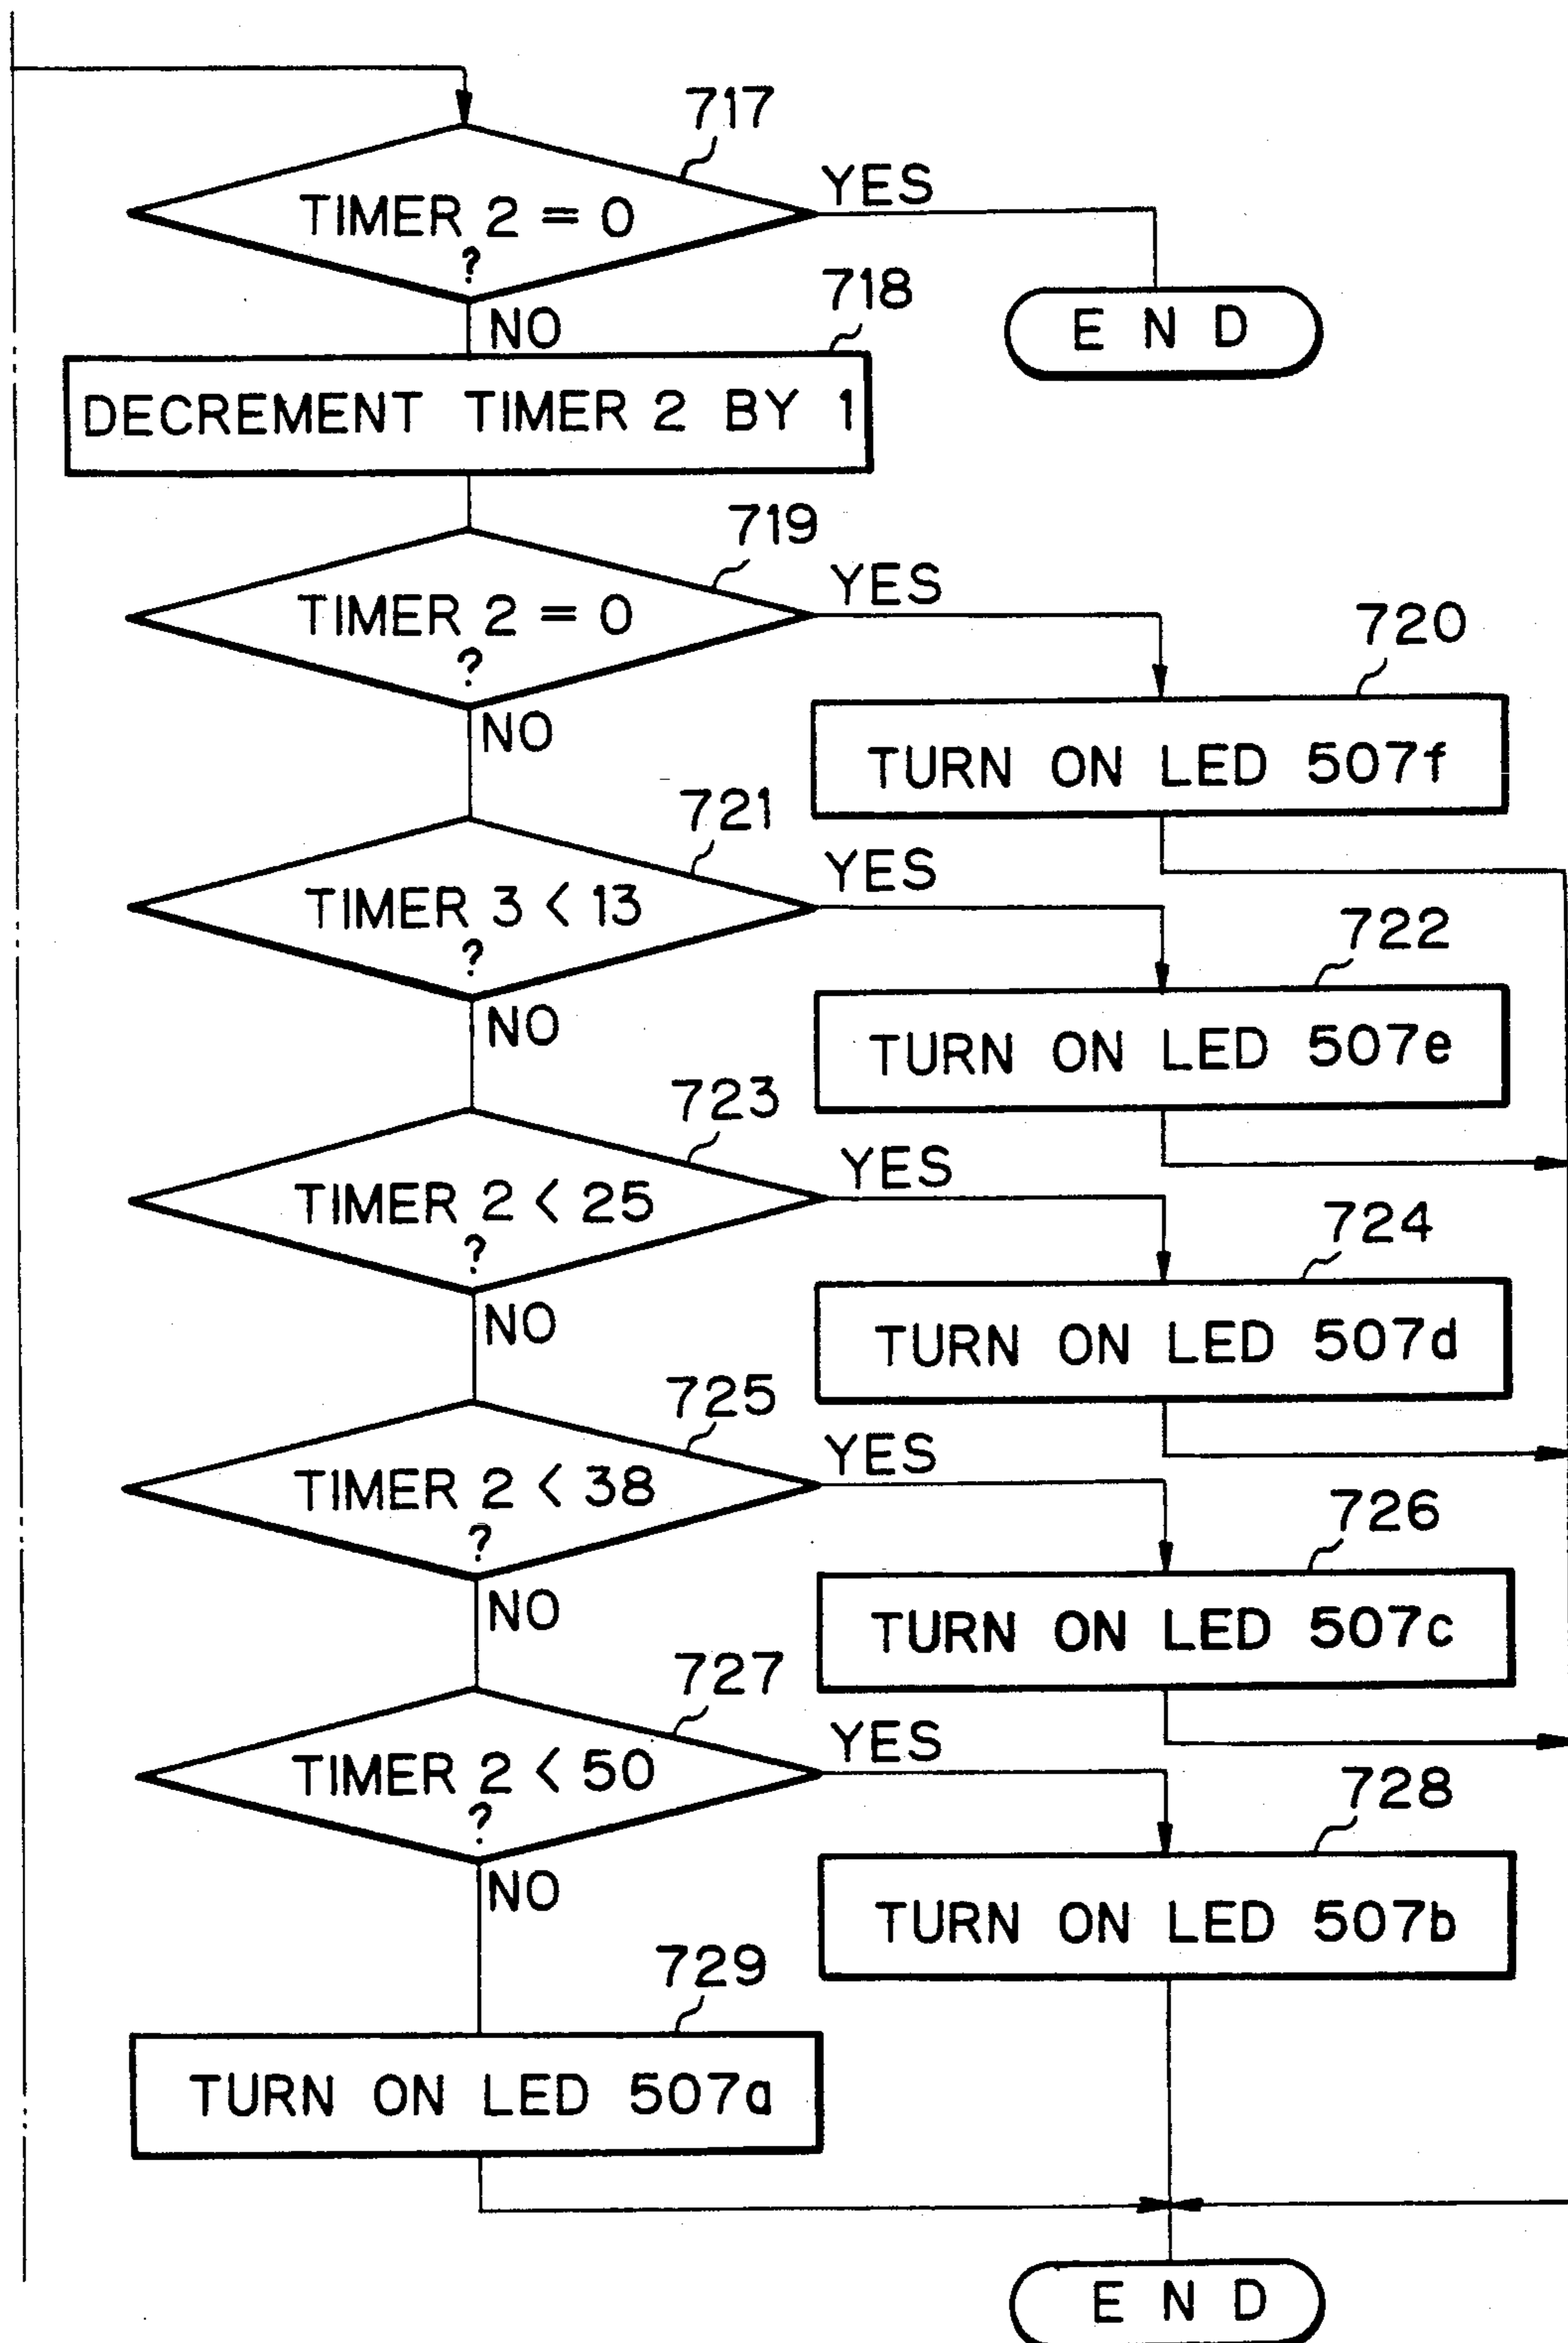 717
TIMER 2 = 0
?
YES
E N D
NO
718
DECREMENT TIMER 2 BY 1
719
TIMER 2 = 0
?
YES
NO
720
TURN ON LED 507f
721
TIMER 3 < 13
?
YES
NO
722
TURN ON LED 507e
723
TIMER 2 < 25
?
YES
NO
724
TURN ON LED 507d
725
TIMER 2 < 38
?
YES
NO
726
TURN ON LED 507c
727
TIMER 2 < 50
?
YES
NO
728
TURN ON LED 507b
729
TURN ON LED 507a
E N D